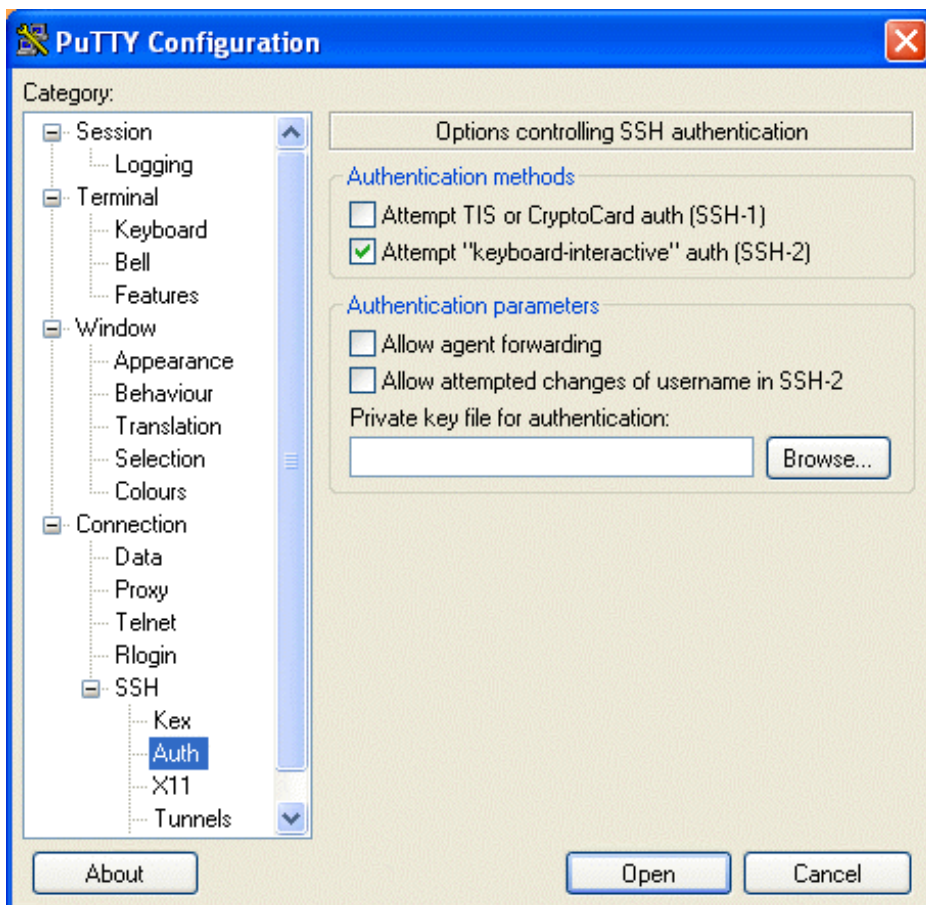 PuTTY Configuration
Category:
Session
Logging
Terminal
Keyboard
Bell
Features
Window
Appearance
Behaviour
Translation
Selection
Colours
Connection
Data
Proxy
Telnet
Rlogin
SSH
Kex
Auth
X11
Tunnels
Options controlling SSH authentication
Authentication methods
Attempt TIS or CryptoCard auth (SSH-1)
Attempt "keyboard-interactive" auth (SSH-2)
Authentication parameters
Allow agent forwarding
Allow attempted changes of username in SSH-2
Private key file for authentication:
Browse...
About
Open
Cancel